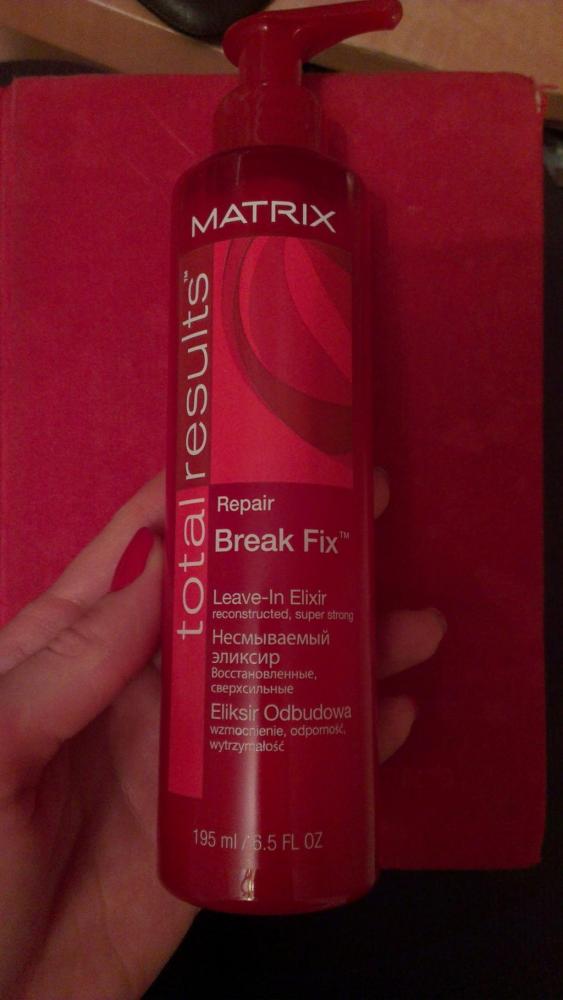 MATRIX
total results™
Repair
Break Fix™
Leave-In Elixir
reconstructed, super strong
Несмываемый
эликсир
Восстановленные,
сверхсильные
Eliksir Odbudowa
wzmocnienie, odporność,
wytrzymałość
195 ml / 6.5 FL OZ